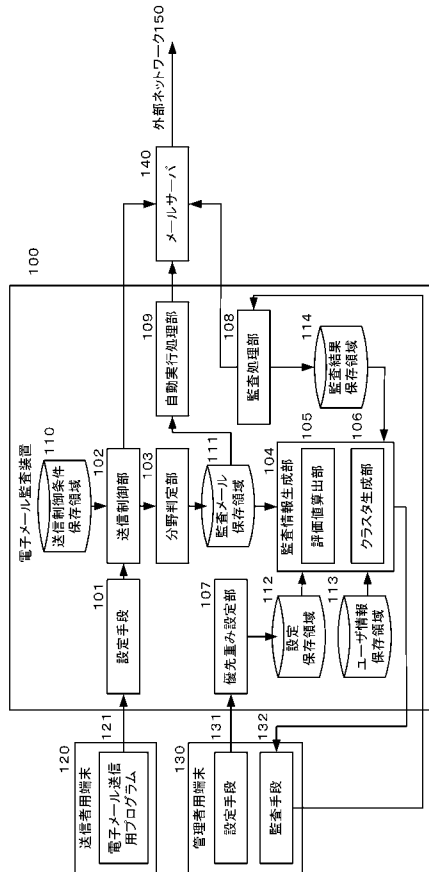 電子メール監査装置
100
110
送信制御条件
保存領域
102
送信制御部
101
設定手段
103
分野判定部
109
自動実行処理部
140
メールサーバ
外部ネットワーク150
120
送信者用端末
121
電子メール送信
用プログラム
111
監査メール
保存領域
108
監査処理部
107
優先重み設定部
104
監査情報生成部
105
評価値算出部
106
クラスタ生成部
114
監査結果
保存領域
112
設定
保存領域
113
ユーザ情報
保存領域
130
管理者用端末
131
設定手段
132
監査手段